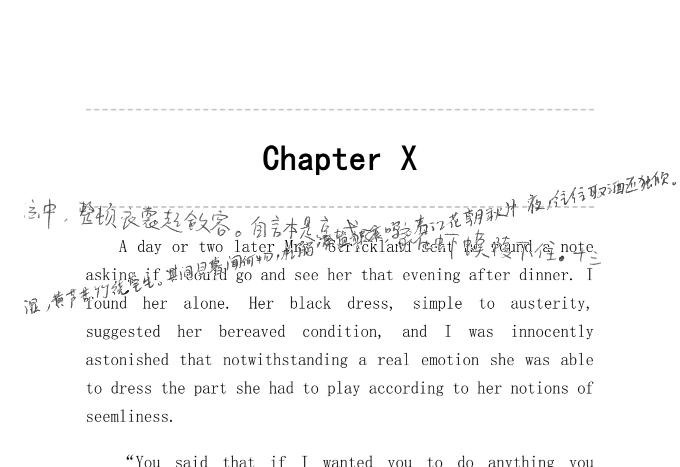 Chapter X
弦中，整顿衣裳起敛容。自言本是京城女，家在虾蟆陵下住。十三
湿，黄芦苦竹绕宅生。其间旦暮闻何物，杜鹃啼血猿哀鸣。春江花朝秋月夜，往往取酒还独倾。
A day or two later Mrs. Strickland sent me round a note
asking if I could go and see her that evening after dinner. I
found her alone. Her black dress, simple to austerity,
suggested her bereaved condition, and I was innocently
astonished that notwithstanding a real emotion she was able
to dress the part she had to play according to her notions of
seemliness.
“You said that if I wanted you to do anything you